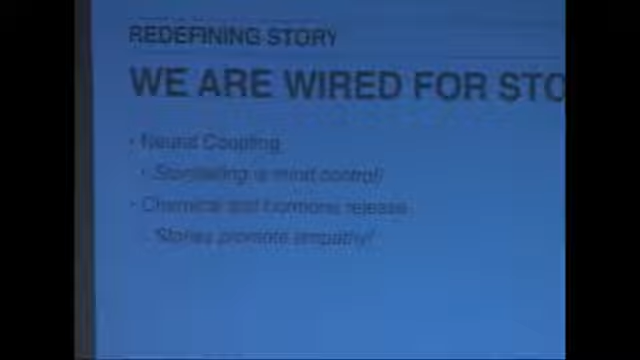 REDEFINING STORY
WE ARE WIRED FOR STO
· Neural Coupling
· Storytelling is mind control!
· Chemical and hormone release
· Stories promote empathy!